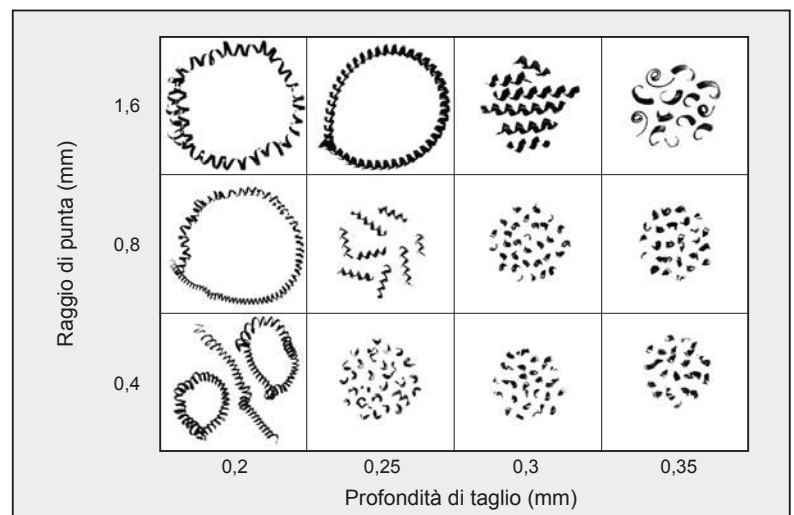 1,6
0,8
0,4
Raggio di punta (mm)
0,2 0,25 0,3 0,35
Profondità di taglio (mm)